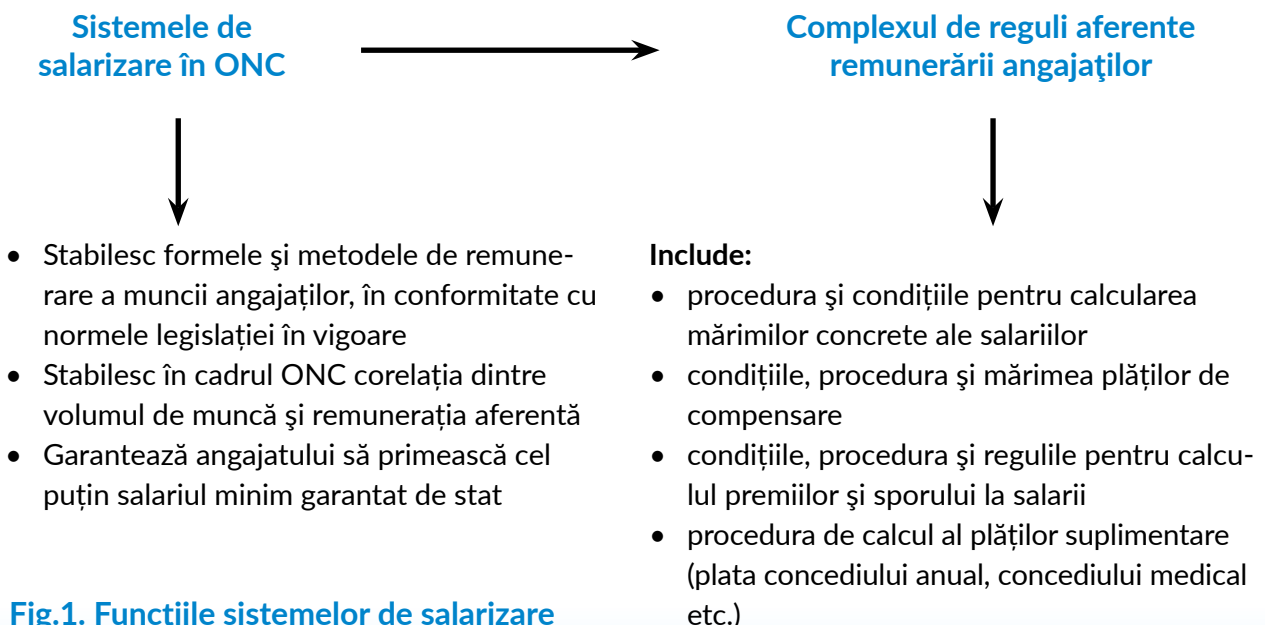 Sistemele de
salarizare în ONC
Complexul de reguli aferente
remunerării angajaţilor
• Stabilesc formele şi metodele de remune-
rare a muncii angajaților, în conformitate cu
normele legislației în vigoare
• Stabilesc în cadrul ONC corelația dintre
volumul de muncă şi remunerația aferentă
• Garantează angajatului să primească cel
puțin salariul minim garantat de stat
Include:
• procedura şi condițiile pentru calcularea
mărimilor concrete ale salariilor
• condițiile, procedura şi mărimea plăților de
compensare
• condițiile, procedura şi regulile pentru calcu-
lul premiilor şi sporului la salarii
• procedura de calcul al plăților suplimentare
(plata concediului anual, concediului medical
etc.)
Fig.1. Funcțiile sistemelor de salarizare